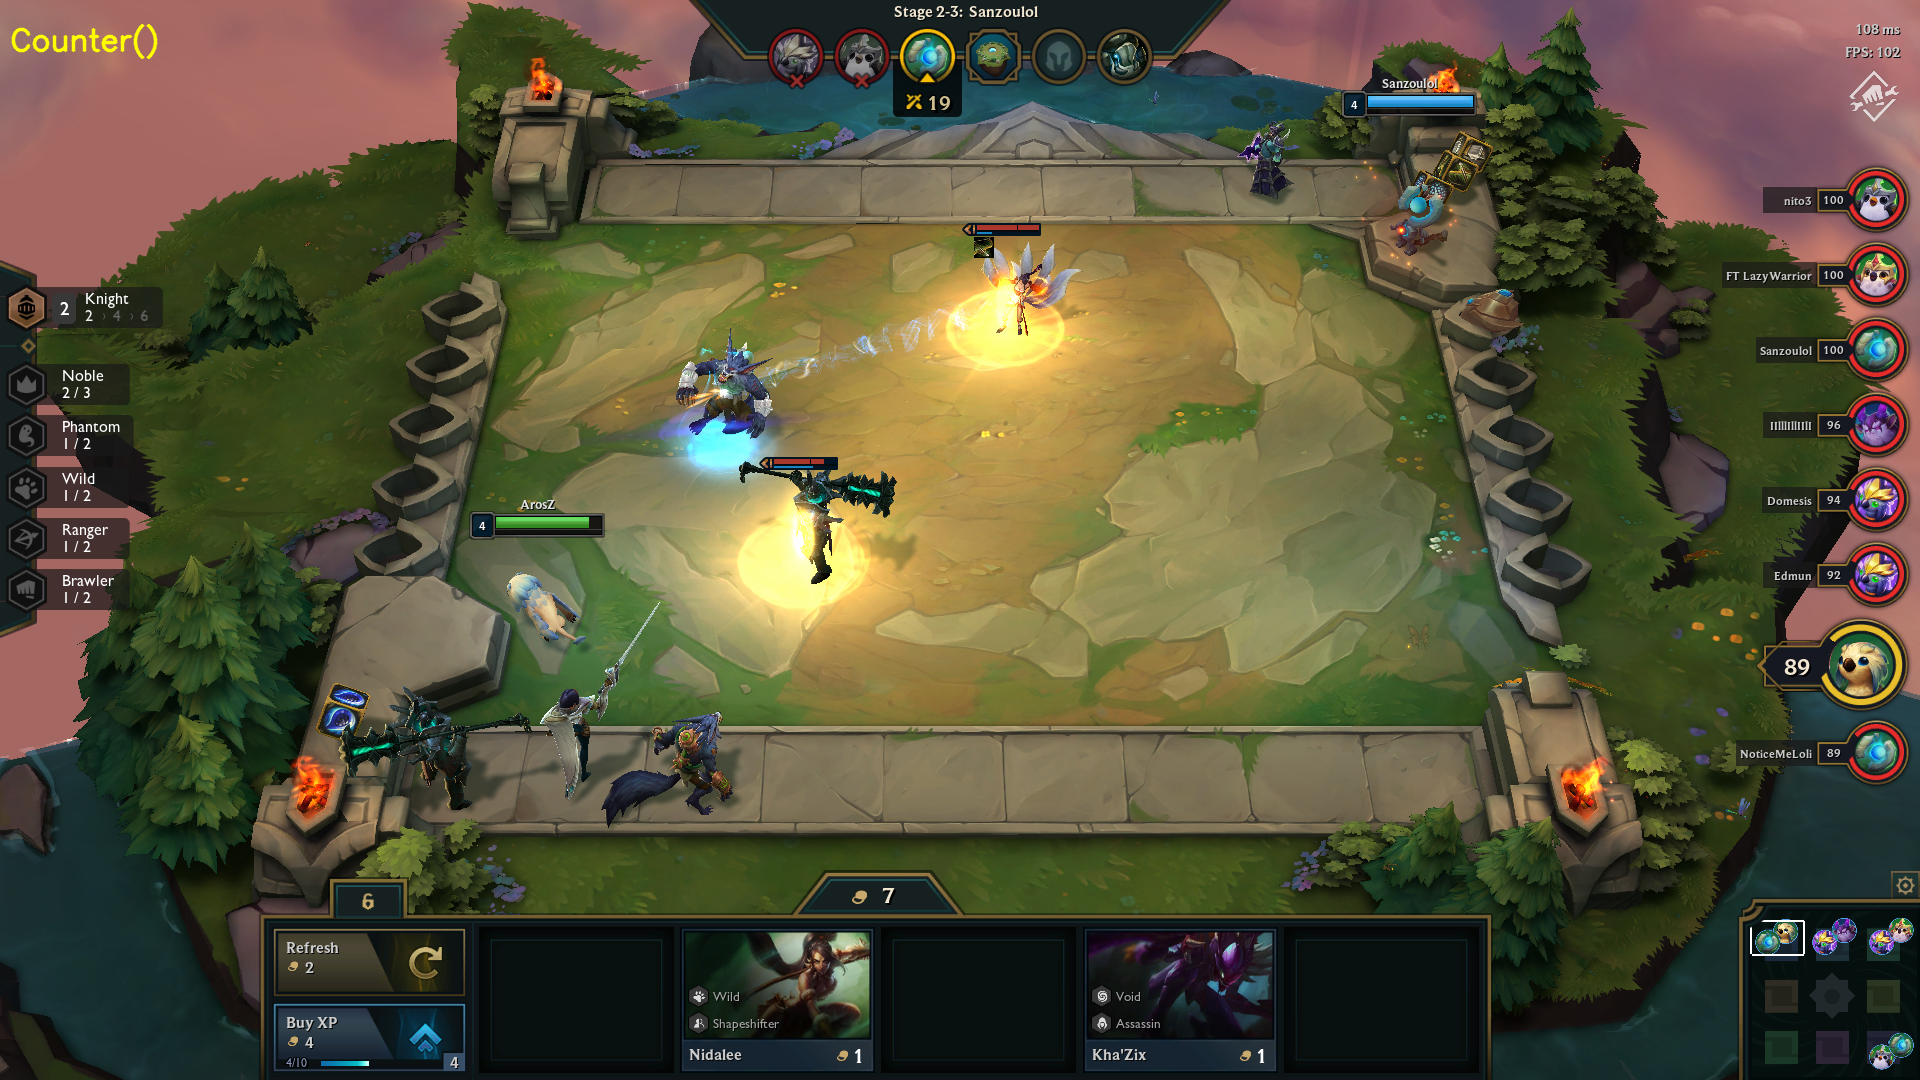 Counter()
Stage 2-3: Sanzoulol
19
108 ms
FPS: 102
Sanzoulol
4
nito3 100
FT LazyWarrior 100
Sanzoulol 100
96
Domesis 94
Edmun 92
89
NoticeMeLoli 89
2 Knight
2 › 4 › 6
Noble
2 / 3
Phantom
1 / 2
Wild
1 / 2
Ranger
1 / 2
Brawler
1 / 2
ArosZ
4
6
7
Refresh
2
Buy XP
4
4/10
4
Wild
Shapeshifter
Nidalee 1
Void
Assassin
Kha'Zix 1